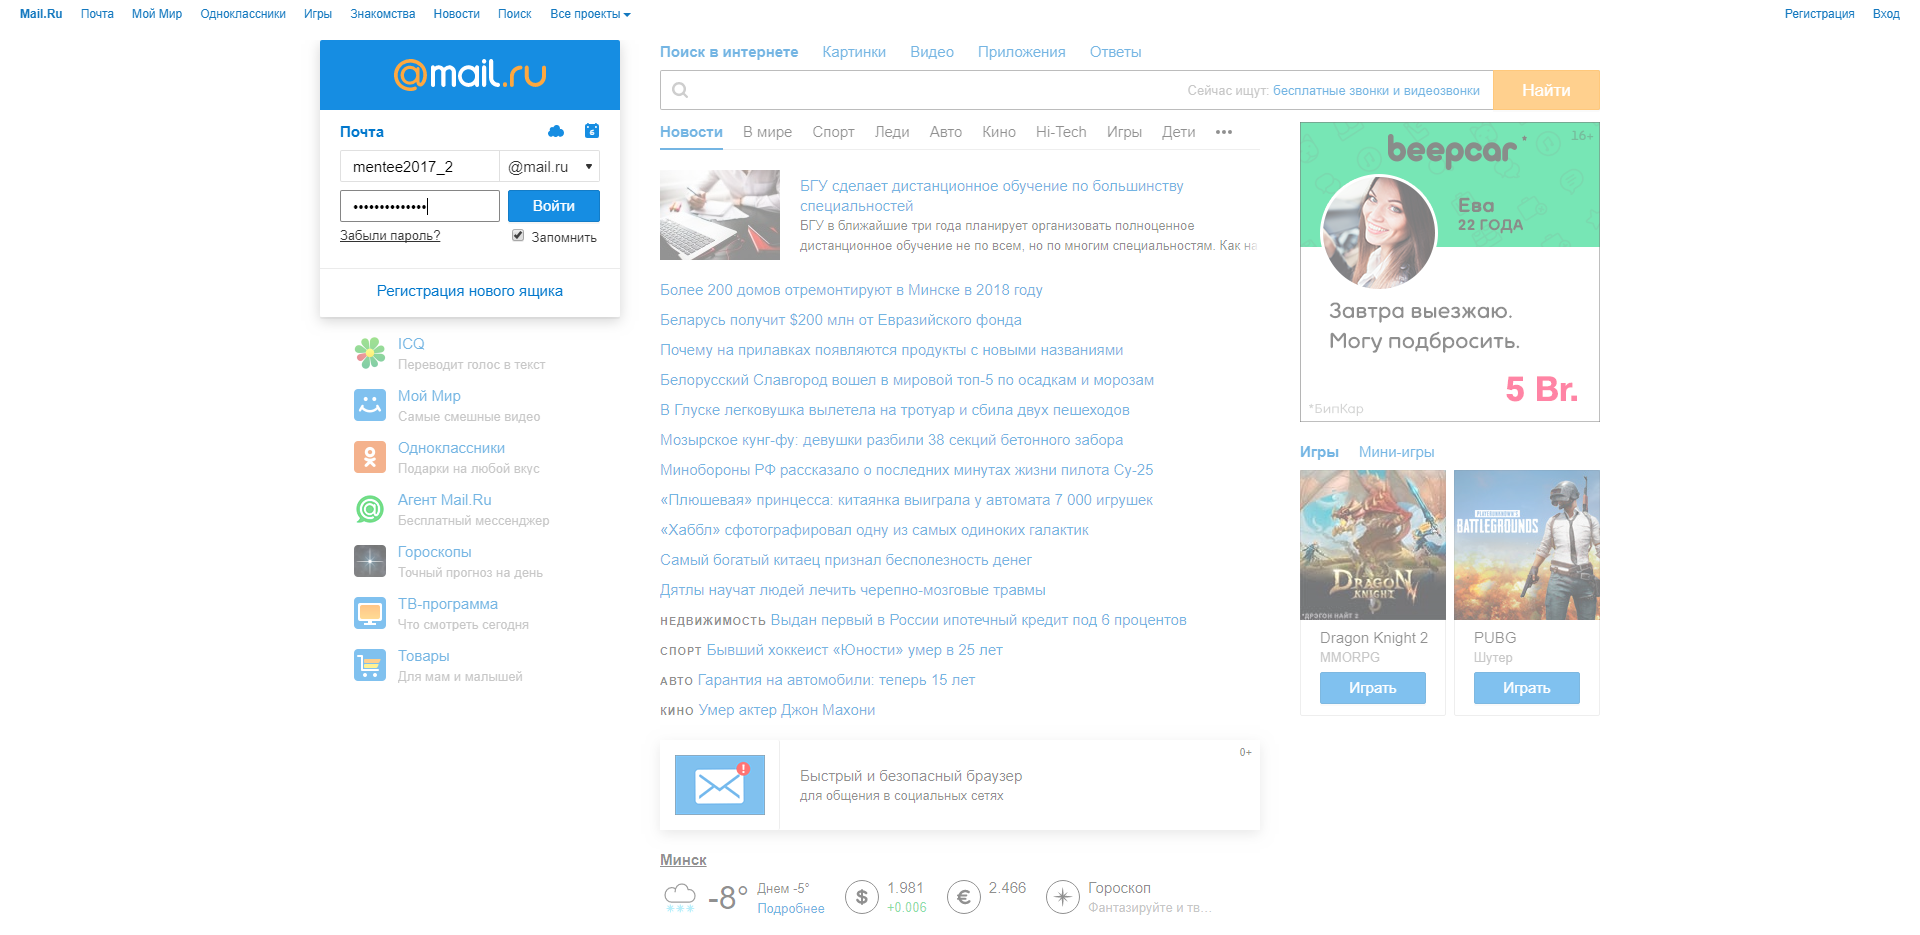 Mail.Ru Почта Мой Мир Одноклассники Игры Знакомства Новости Поиск Все проекты
Регистрация Вход
@mail.ru
Почта
6
mentee2017_2 @mail.ru
•••••••••••••• Войти
Забыли пароль? Запомнить
Регистрация нового ящика
ICQ
Переводит голос в текст
Мой Мир
Самые смешные видео
Одноклассники
Подарки на любой вкус
Агент Mail.Ru
Бесплатный мессенджер
Гороскопы
Точный прогноз на день
ТВ-программа
Что смотреть сегодня
Товары
Для мам и малышей
Поиск в интернете Картинки Видео Приложения Ответы
Сейчас ищут: бесплатные звонки и видеозвонки Найти
Новости В мире Спорт Леди Авто Кино Hi-Tech Игры Дети •••
БГУ сделает дистанционное обучение по большинству
специальностей
БГУ в ближайшие три года планирует организовать полноценное
дистанционное обучение не по всем, но по многим специальностям. Как на
Более 200 домов отремонтируют в Минске в 2018 году
Беларусь получит $200 млн от Евразийского фонда
Почему на прилавках появляются продукты с новыми названиями
Белорусский Славгород вошел в мировой топ-5 по осадкам и морозам
В Глуске легковушка вылетела на тротуар и сбила двух пешеходов
Мозырское кунг-фу: девушки разбили 38 секций бетонного забора
Минобороны РФ рассказало о последних минутах жизни пилота Су-25
«Плюшевая» принцесса: китаянка выиграла у автомата 7 000 игрушек
«Хаббл» сфотографировал одну из самых одиноких галактик
Самый богатый китаец признал бесполезность денег
Дятлы научат людей лечить черепно-мозговые травмы
НЕДВИЖИМОСТЬ Выдан первый в России ипотечный кредит под 6 процентов
СПОРТ Бывший хоккеист «Юности» умер в 25 лет
АВТО Гарантия на автомобили: теперь 15 лет
КИНО Умер актер Джон Махони
0+
Быстрый и безопасный браузер
для общения в социальных сетях
Минск
-8° Днем -5°
Подробнее
$ 1.981
+0.006
€ 2.466
Гороскоп
Фантазируйте и тв...
16+
beepcar*
Ева
22 ГОДА
Завтра выезжаю.
Могу подбросить.
5 Br.
*БипКар
Игры Мини-игры
DRAGON
KNIGHT
*ДРЭГОН НАЙТ 2
Dragon Knight 2
MMORPG
Играть
PLAYERUNKNOWN'S
BATTLEGROUNDS
PUBG
Шутер
Играть